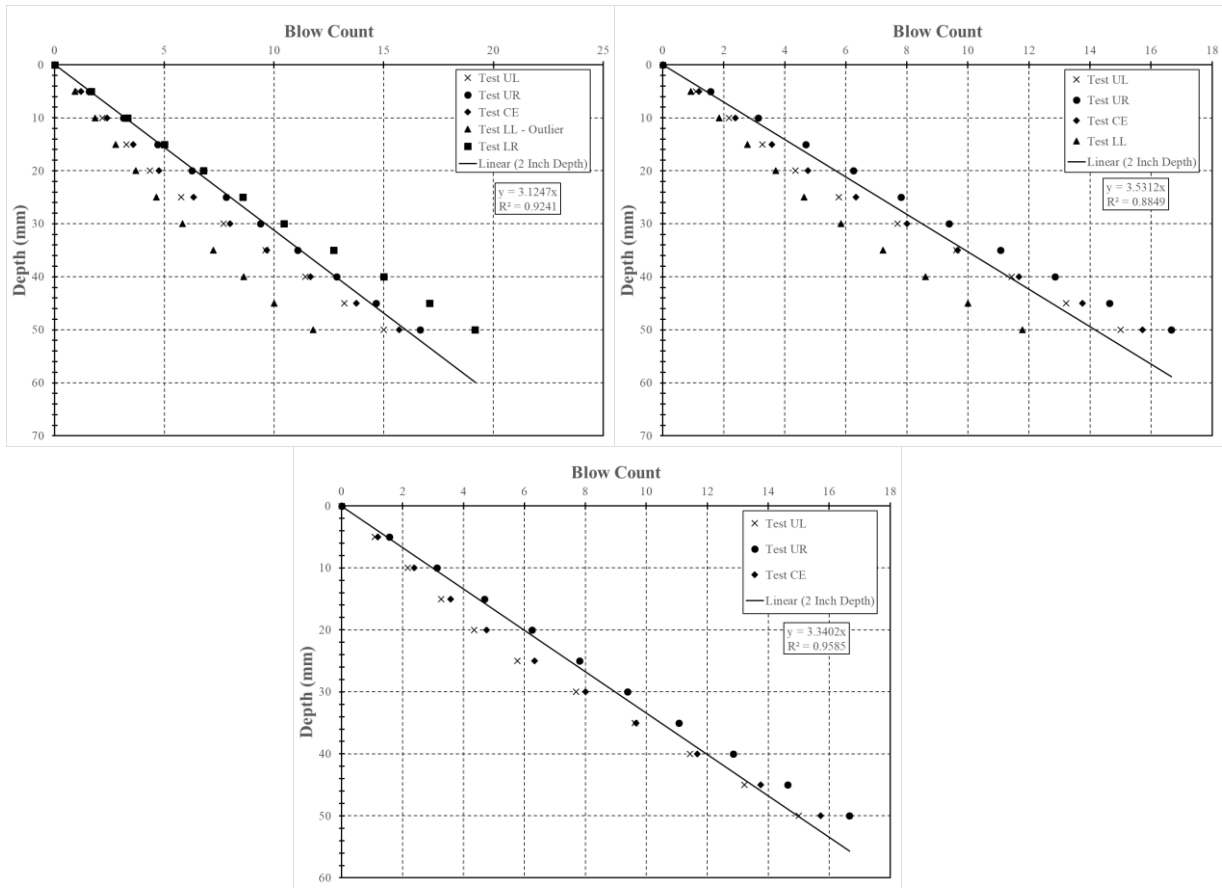 Blow Count
0 5 10 15 20 25
0
10
20
30
40
50
60
70
Depth (mm)
Test UL
Test UR
Test CE
Test LL - Outlier
Test LR
Linear (2 Inch Depth)
y = 3.1247x
R² = 0.9241
Blow Count
0 2 4 6 8 10 12 14 16 18
0
10
20
30
40
50
60
70
Depth (mm)
Test UL
Test UR
Test CE
Test LL
Linear (2 Inch Depth)
y = 3.5312x
R² = 0.8849
Blow Count
0 2 4 6 8 10 12 14 16 18
0
10
20
30
40
50
60
Depth (mm)
Test UL
Test UR
Test CE
Linear (2 Inch Depth)
y = 3.3402x
R² = 0.9585